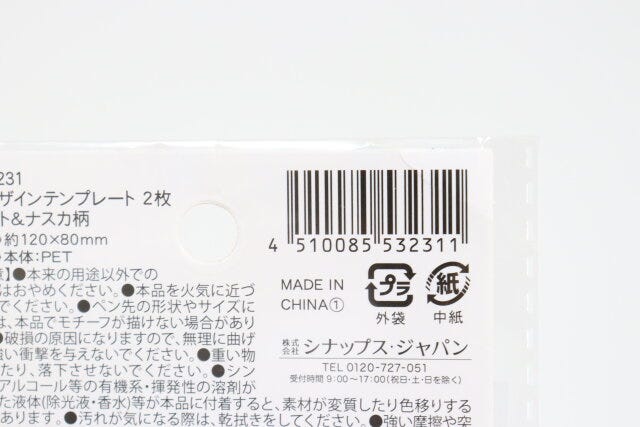 231
ザインテンプレート 2枚
ト&ナスカ柄
約120×80mm
本体:PET
】●本来の用途以外での
はおやめください。●本品を火気に近づ
でください。●ペン先の形状やサイズに
は、本品でモチーフが描けない場合があり
●破損の原因になりますので、無理に曲げ
強い衝撃を与えないでください。●重い物
たり、落下させないでください。●シン
アルコール等の有機系・揮発性の溶剤が
た液体(除光液・香水)等が本品に付着すると、素材が変質したり色移りする
あります。●汚れが気になる際は、乾拭きをしてください。●強い摩擦や空
4 510085 532311
MADE IN
CHINA①
プラ
外袋
紙
中紙
株式会社 シナップス・ジャパン
TEL 0120-727-051
受付時間 9:00~17:00(祝日・土・日を除く)